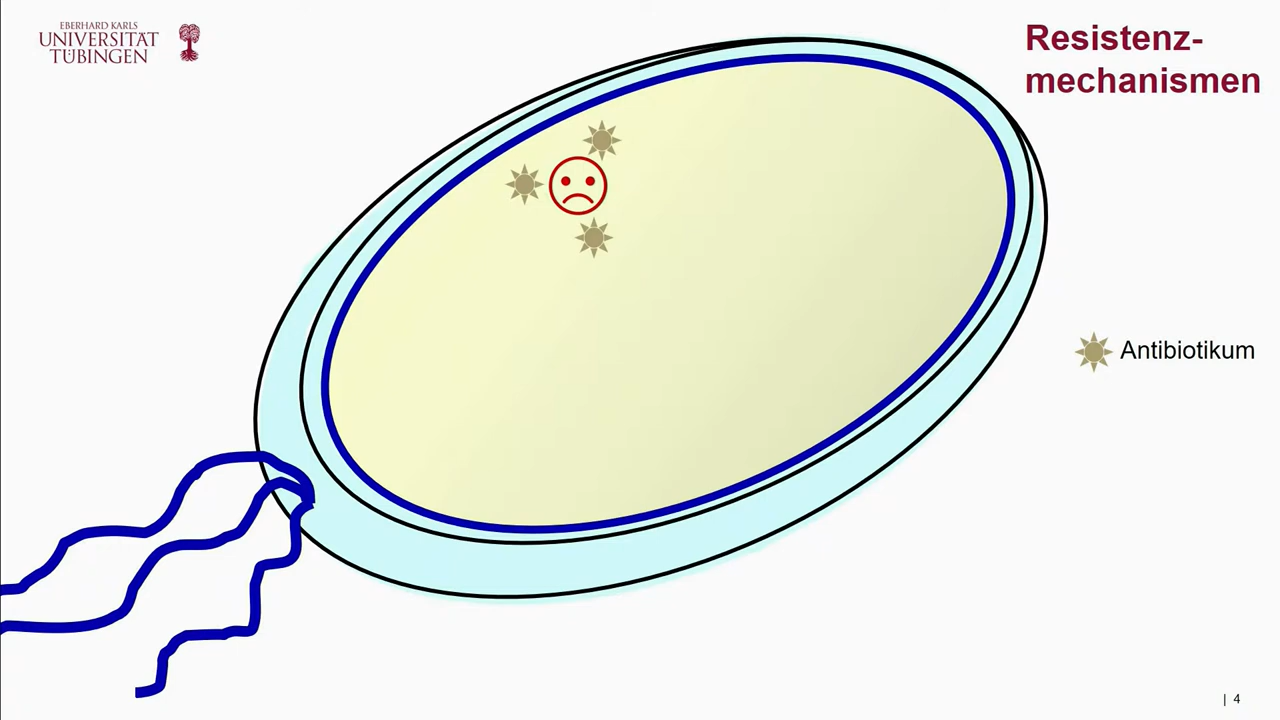 EBERHARD KARLS
UNIVERSITÄT
TÜBINGEN
Resistenz-
mechanismen
Antibiotikum
| 4